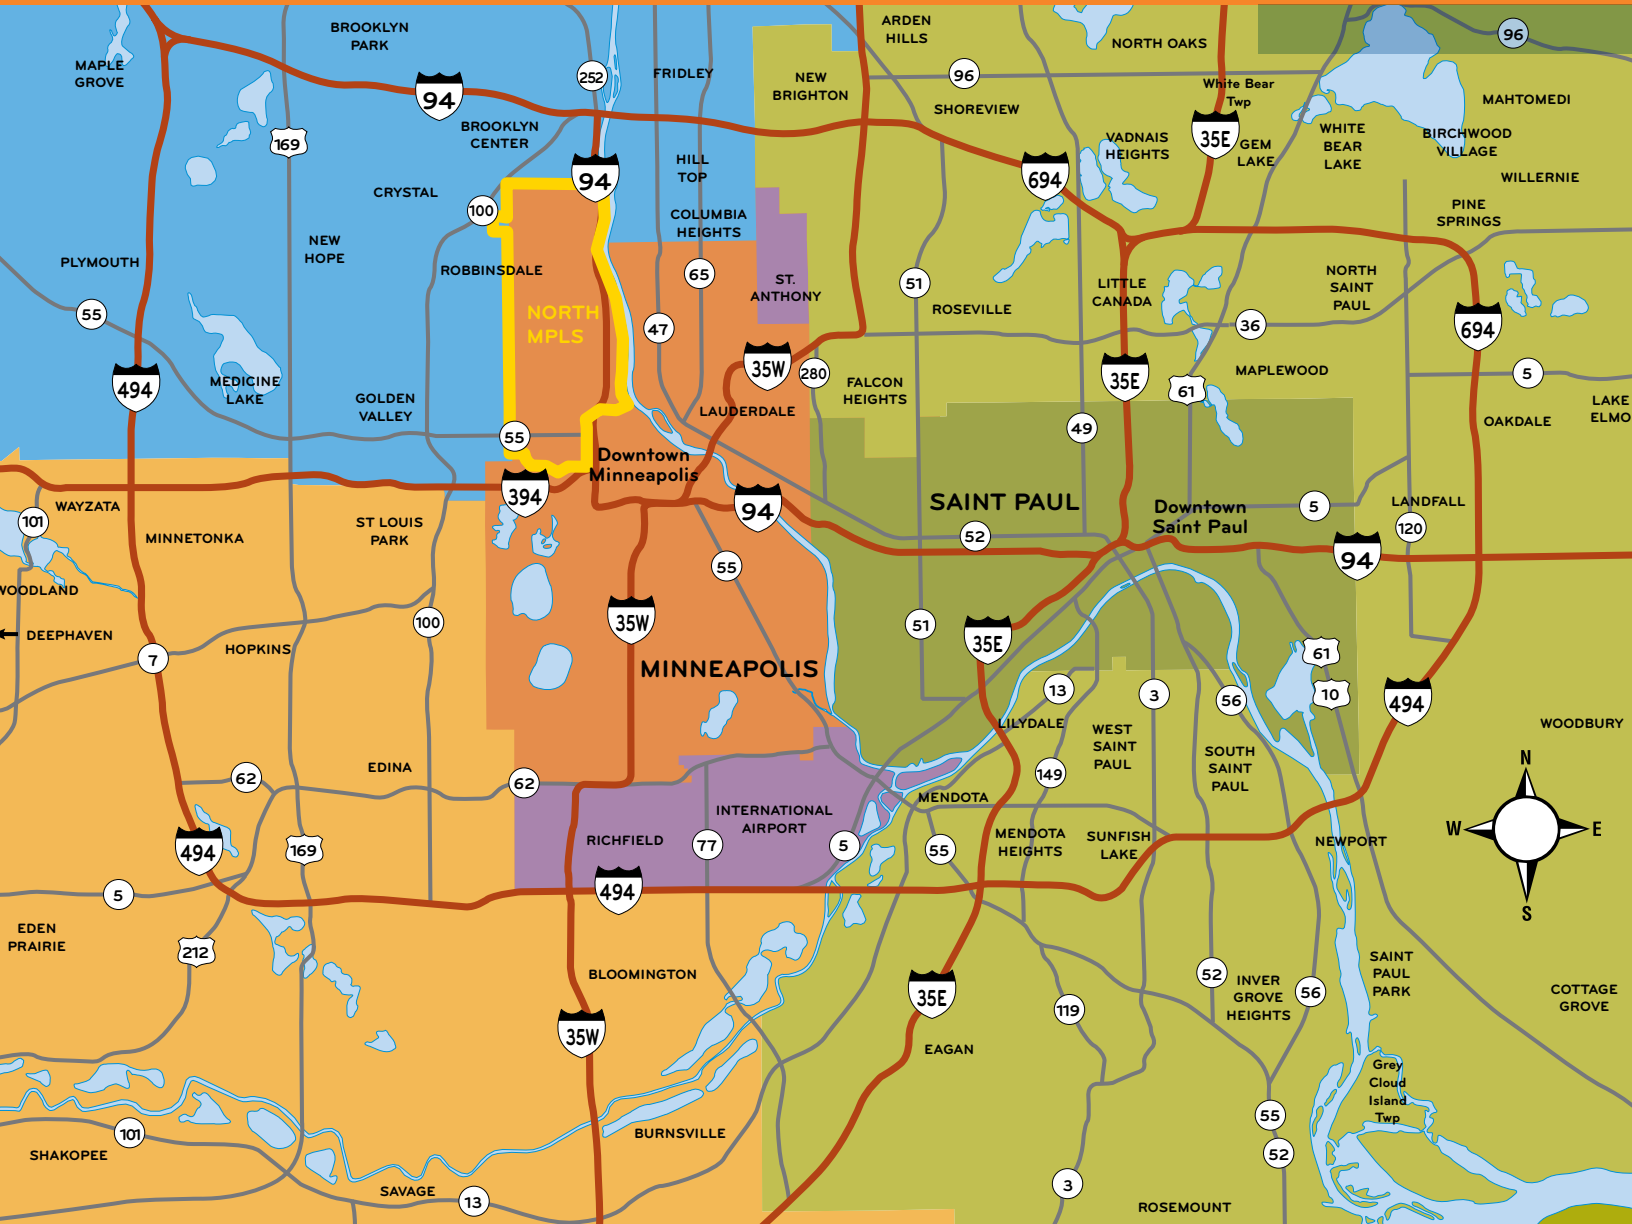 BROOKLYN
PARK
ARDEN
HILLS
96
NORTH OAKS
MAPLE
GROVE
252
FRIDLEY
NEW
BRIGHTON
96
White Bear
Twp
94
SHOREVIEW
MAHTOMEDI
169
BROOKLYN
CENTER
35E
GEM
LAKE
WHITE
BEAR
LAKE
BIRCHWOOD
VILLAGE
VADNAIS
HEIGHTS
HILL
TOP
94
694
WILLERNIE
CRYSTAL
100
COLUMBIA
HEIGHTS
PINE
SPRINGS
NEW
HOPE
PLYMOUTH
ROBBINSDALE
65
ST.
ANTHONY
51
LITTLE
CANADA
NORTH
SAINT
PAUL
55
NORTH
MPLS
47
ROSEVILLE
36
694
35W
280
494
MEDICINE
LAKE
FALCON
HEIGHTS
35E
61
MAPLEWOOD
5
LAKE
ELMO
GOLDEN
VALLEY
LAUDERDALE
49
OAKDALE
55
Downtown
Minneapolis
394
94
SAINT PAUL
Downtown
Saint Paul
5
LANDFALL
WAYZATA
101
MINNETONKA
ST LOUIS
PARK
52
120
94
55
WOODLAND
DEEPHAVEN
100
35W
51
35E
7
HOPKINS
MINNEAPOLIS
61
10
494
13
3
56
LILYDALE
WEST
SAINT
PAUL
WOODBURY
SOUTH
SAINT
PAUL
N
W
E
S
62
EDINA
62
149
MENDOTA
INTERNATIONAL
AIRPORT
RICHFIELD
77
5
55
MENDOTA
HEIGHTS
SUNFISH
LAKE
NEWPORT
494
169
5
494
EDEN
PRAIRIE
212
BLOOMINGTON
35E
52
INVER
GROVE
HEIGHTS
56
SAINT
PAUL
PARK
COTTAGE
GROVE
119
35W
EAGAN
Grey
Cloud
Island
Twp
101
BURNSVILLE
55
52
SHAKOPEE
SAVAGE
13
3
ROSEMOUNT